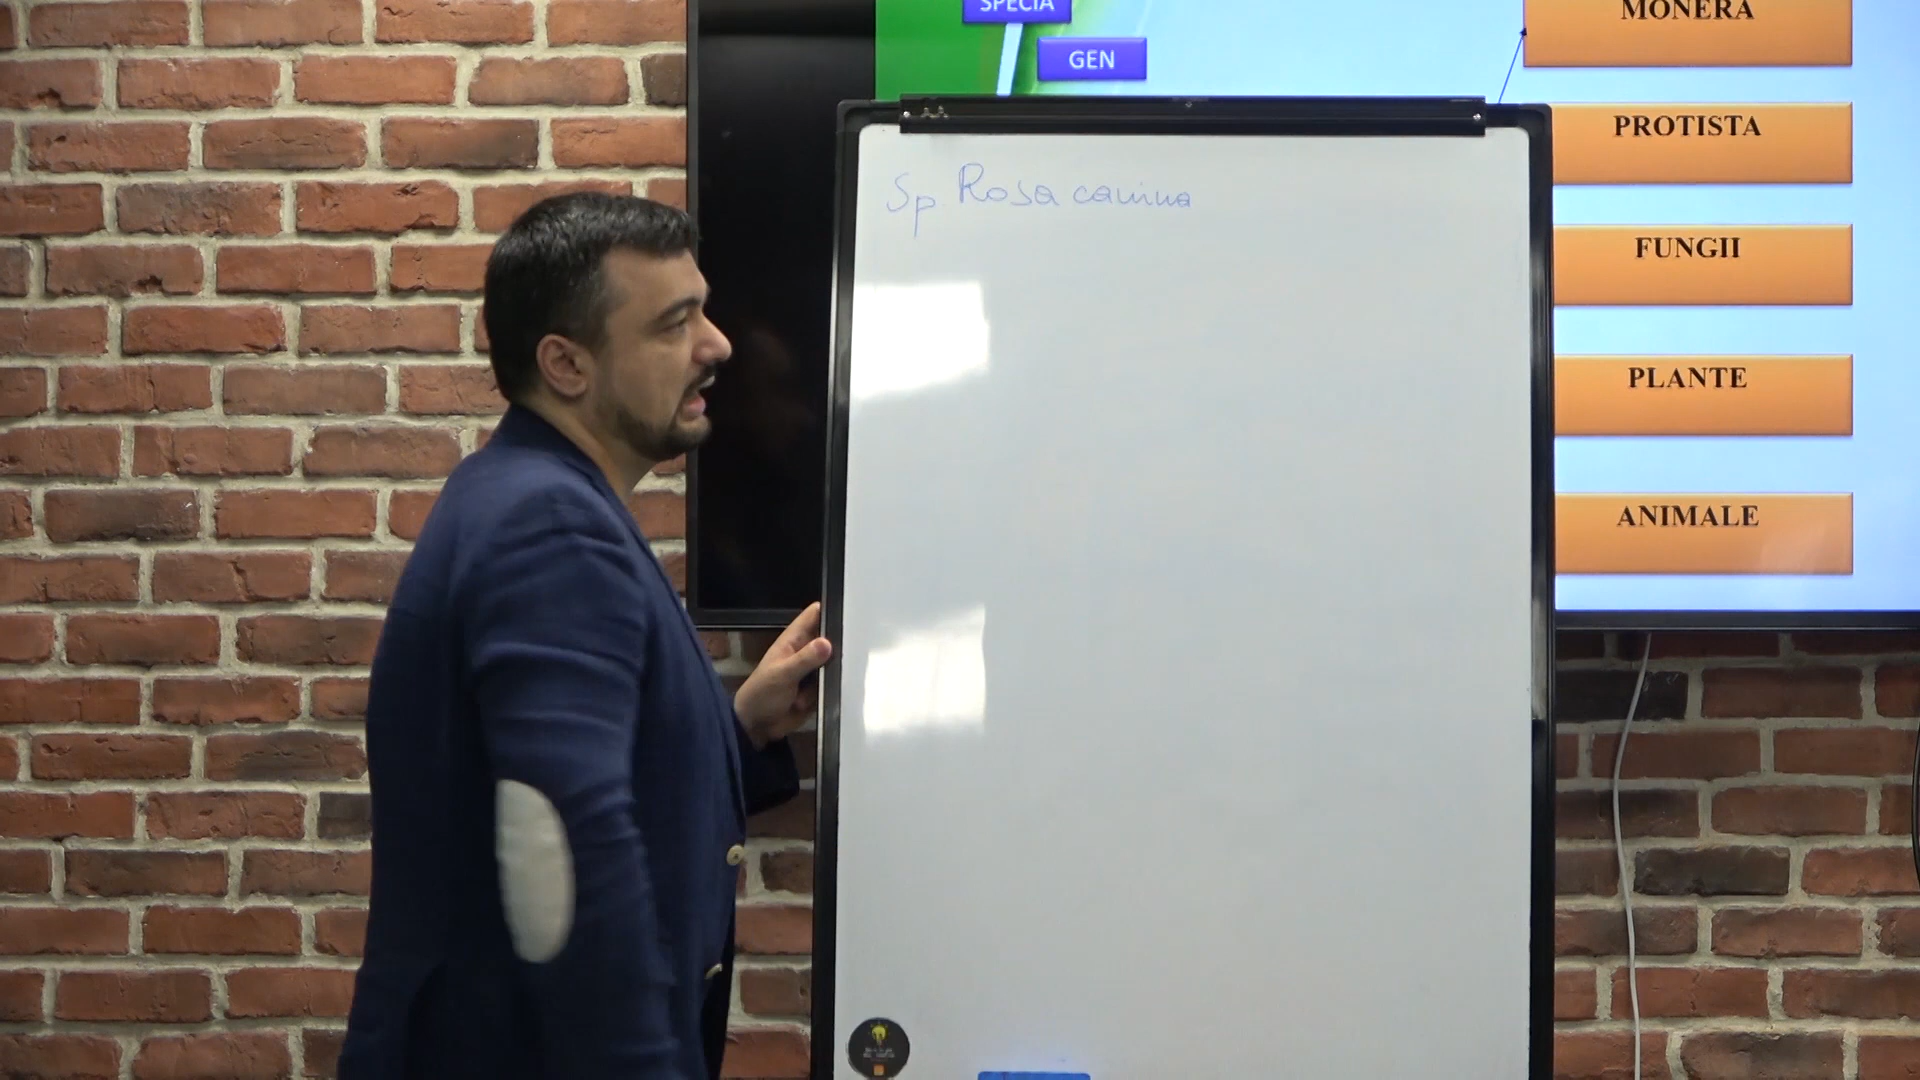 SPECIA
GEN
MONERA
PROTISTA
FUNGII
PLANTE
ANIMALE
Sp. Rosa canina